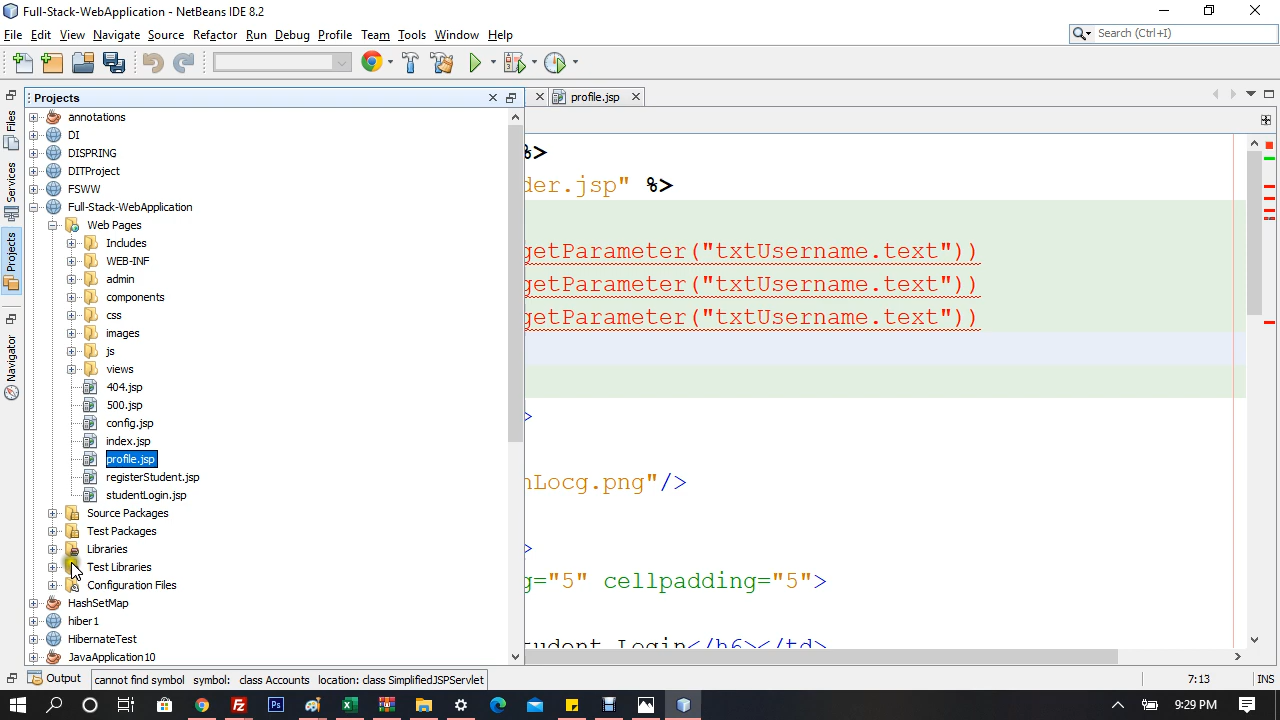 Full-Stack-WebApplication - NetBeans IDE 8.2
File Edit View Navigate Source Refactor Run Debug Profile Team Tools Window Help
Search (Ctrl+I)
Projects
profile.jsp
Files
Services
Projects
Navigator
annotations
DI
DISPRING
DITProject
FSWW
Full-Stack-WebApplication
Web Pages
Includes
WEB-INF
admin
components
css
images
js
views
404.jsp
500.jsp
config.jsp
index.jsp
profile.jsp
registerStudent.jsp
studentLogin.jsp
Source Packages
Test Packages
Libraries
Test Libraries
Configuration Files
HashSetMap
hiber1
HibernateTest
JavaApplication10
%>
der.jsp" %>
getParameter("txtUsername.text"))
getParameter("txtUsername.text"))
getParameter("txtUsername.text"))
>
nLocg.png"/>
>
g="5" cellpadding="5">
tudent Login</h6></td>
Output
cannot find symbol symbol: class Accounts location: class SimplifiedJSPServlet
7:13
INS
9:29 PM